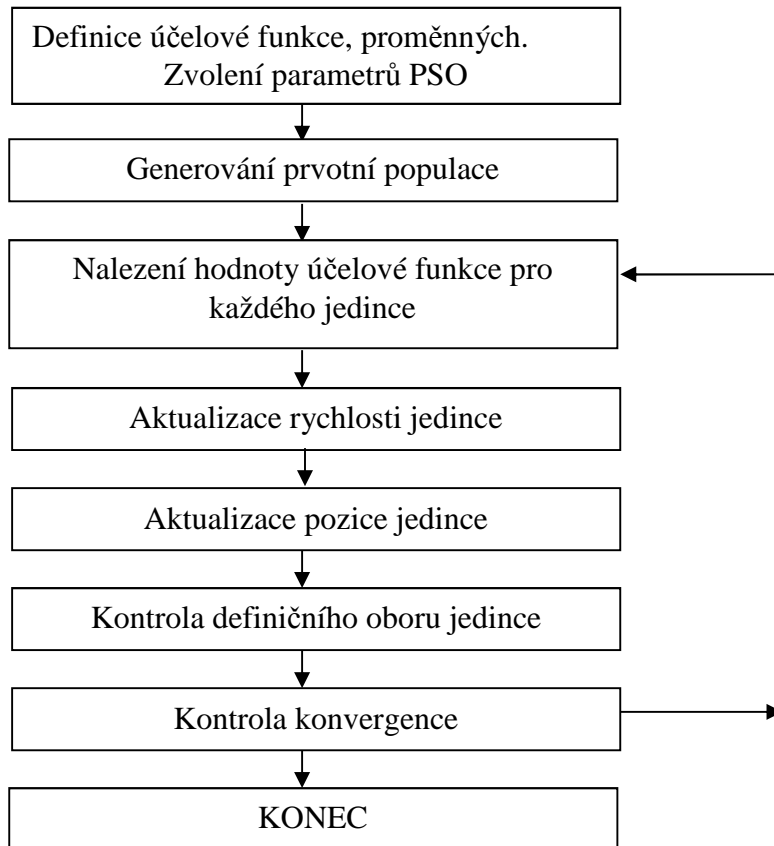 Definice účelové funkce, proměnných.
Zvolení parametrů PSO
Generování prvotní populace
Nalezení hodnoty účelové funkce pro
každého jedince
Aktualizace rychlosti jedince
Aktualizace pozice jedince
Kontrola definičního oboru jedince
Kontrola konvergence
KONEC